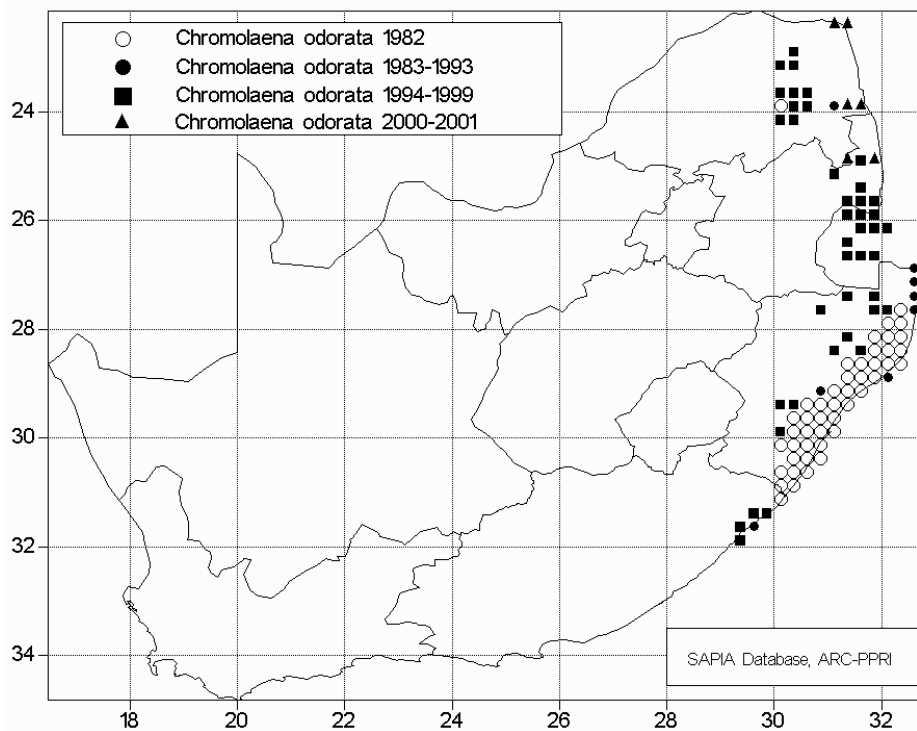 Chromolaena odorata 1982
Chromolaena odorata 1983-1993
Chromolaena odorata 1994-1999
Chromolaena odorata 2000-2001
24
26
28
30
32
34
SAPIA Database, ARC-PPRI
18 20 22 24 26 28 30 32